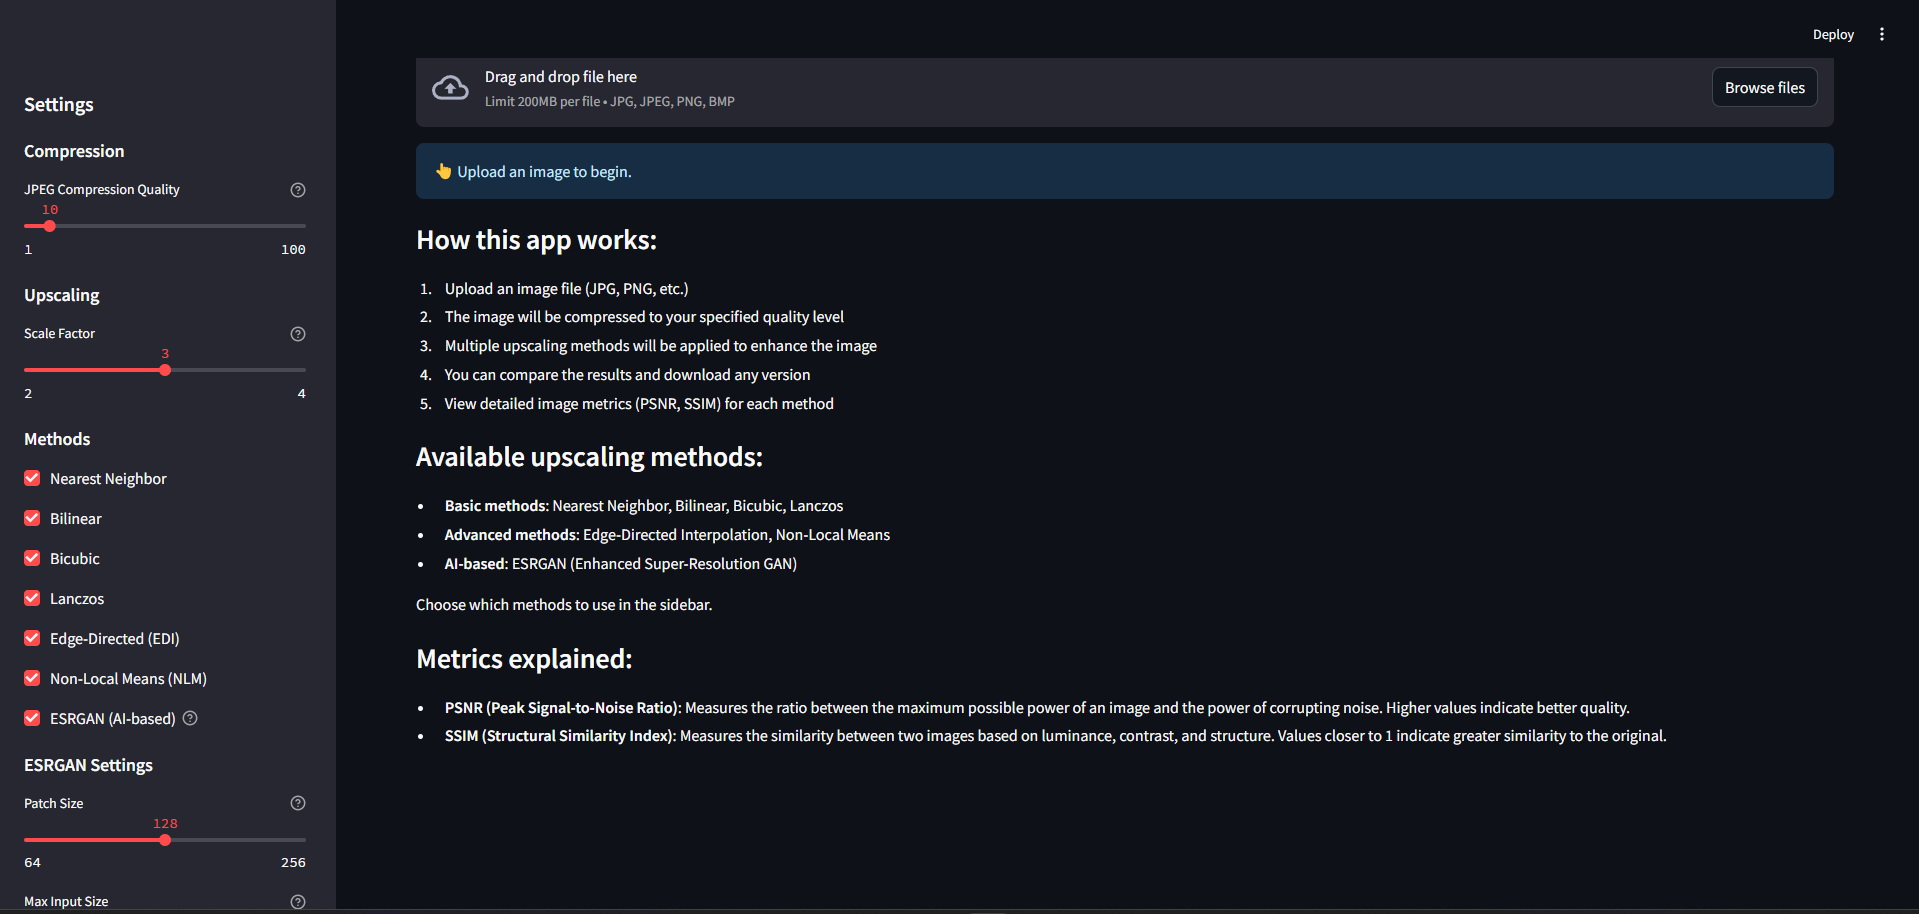 Deploy
Settings
Compression
JPEG Compression Quality
10
1 100
Upscaling
Scale Factor
3
2 4
Methods
Nearest Neighbor
Bilinear
Bicubic
Lanczos
Edge-Directed (EDI)
Non-Local Means (NLM)
ESRGAN (AI-based)
ESRGAN Settings
Patch Size
128
64 256
Max Input Size
Drag and drop file here
Limit 200MB per file • JPG, JPEG, PNG, BMP
Browse files
👆 Upload an image to begin.
How this app works:
1. Upload an image file (JPG, PNG, etc.)
2. The image will be compressed to your specified quality level
3. Multiple upscaling methods will be applied to enhance the image
4. You can compare the results and download any version
5. View detailed image metrics (PSNR, SSIM) for each method
Available upscaling methods:
• Basic methods: Nearest Neighbor, Bilinear, Bicubic, Lanczos
• Advanced methods: Edge-Directed Interpolation, Non-Local Means
• AI-based: ESRGAN (Enhanced Super-Resolution GAN)
Choose which methods to use in the sidebar.
Metrics explained:
• PSNR (Peak Signal-to-Noise Ratio): Measures the ratio between the maximum possible power of an image and the power of corrupting noise. Higher values indicate better quality.
• SSIM (Structural Similarity Index): Measures the similarity between two images based on luminance, contrast, and structure. Values closer to 1 indicate greater similarity to the original.